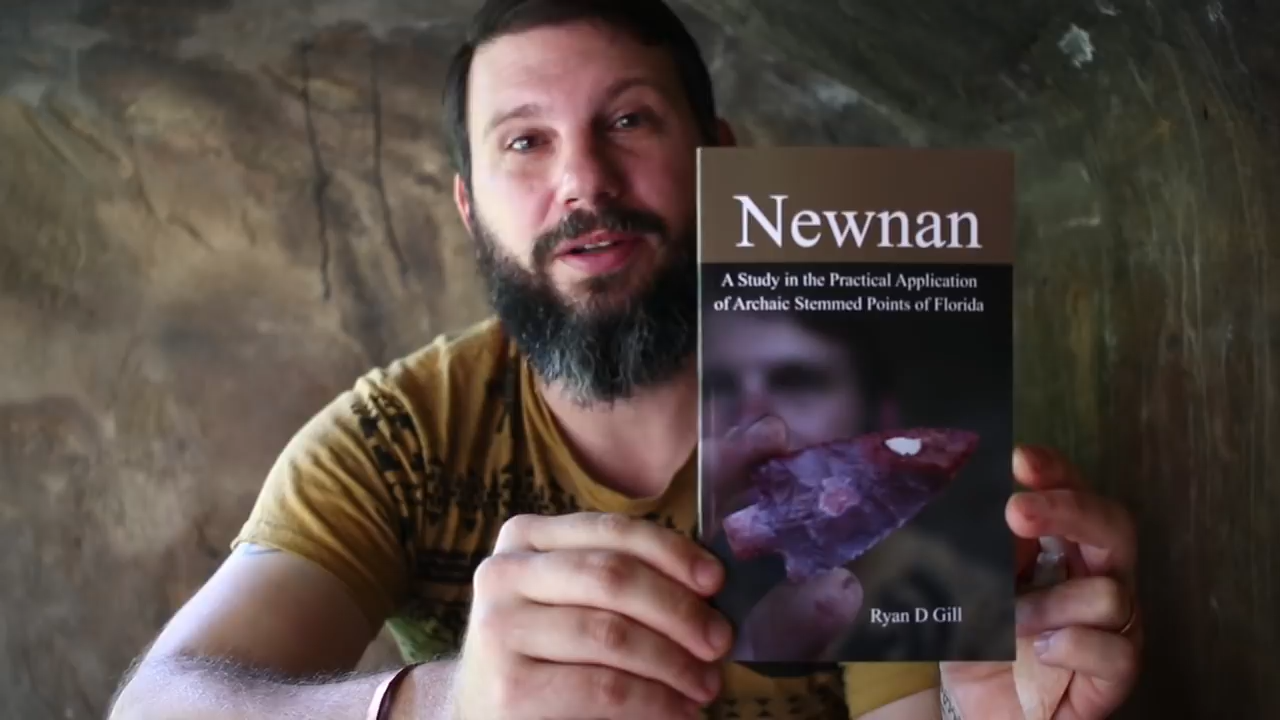 Newnan
A Study in the Practical Application
of Archaic Stemmed Points of Florida
Ryan D Gill